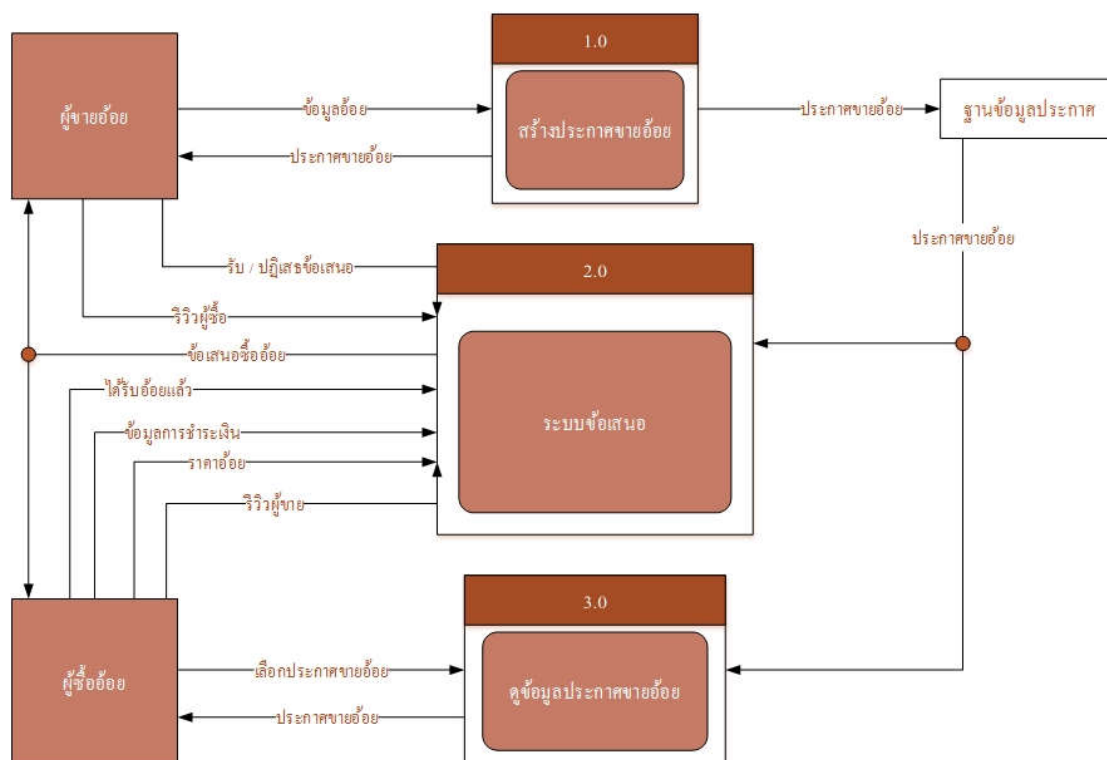 1.0
ผู้ขายอ้อย
ข้อมูลอ้อย
สร้างประกาศขายอ้อย
ประกาศขายอ้อย
ฐานข้อมูลประกาศ
ประกาศขายอ้อย
ประกาศขายอ้อย
2.0
รับ / ปฏิเสธข้อเสนอ
รีวิวผู้ซื้อ
ข้อเสนอซื้ออ้อย
ได้รับอ้อยแล้ว
ข้อมูลการชำระเงิน
ระบบข้อเสนอ
ราคาอ้อย
รีวิวผู้ขาย
3.0
ผู้ซื้ออ้อย
เลือกประกาศขายอ้อย
ดูข้อมูลประกาศขายอ้อย
ประกาศขายอ้อย